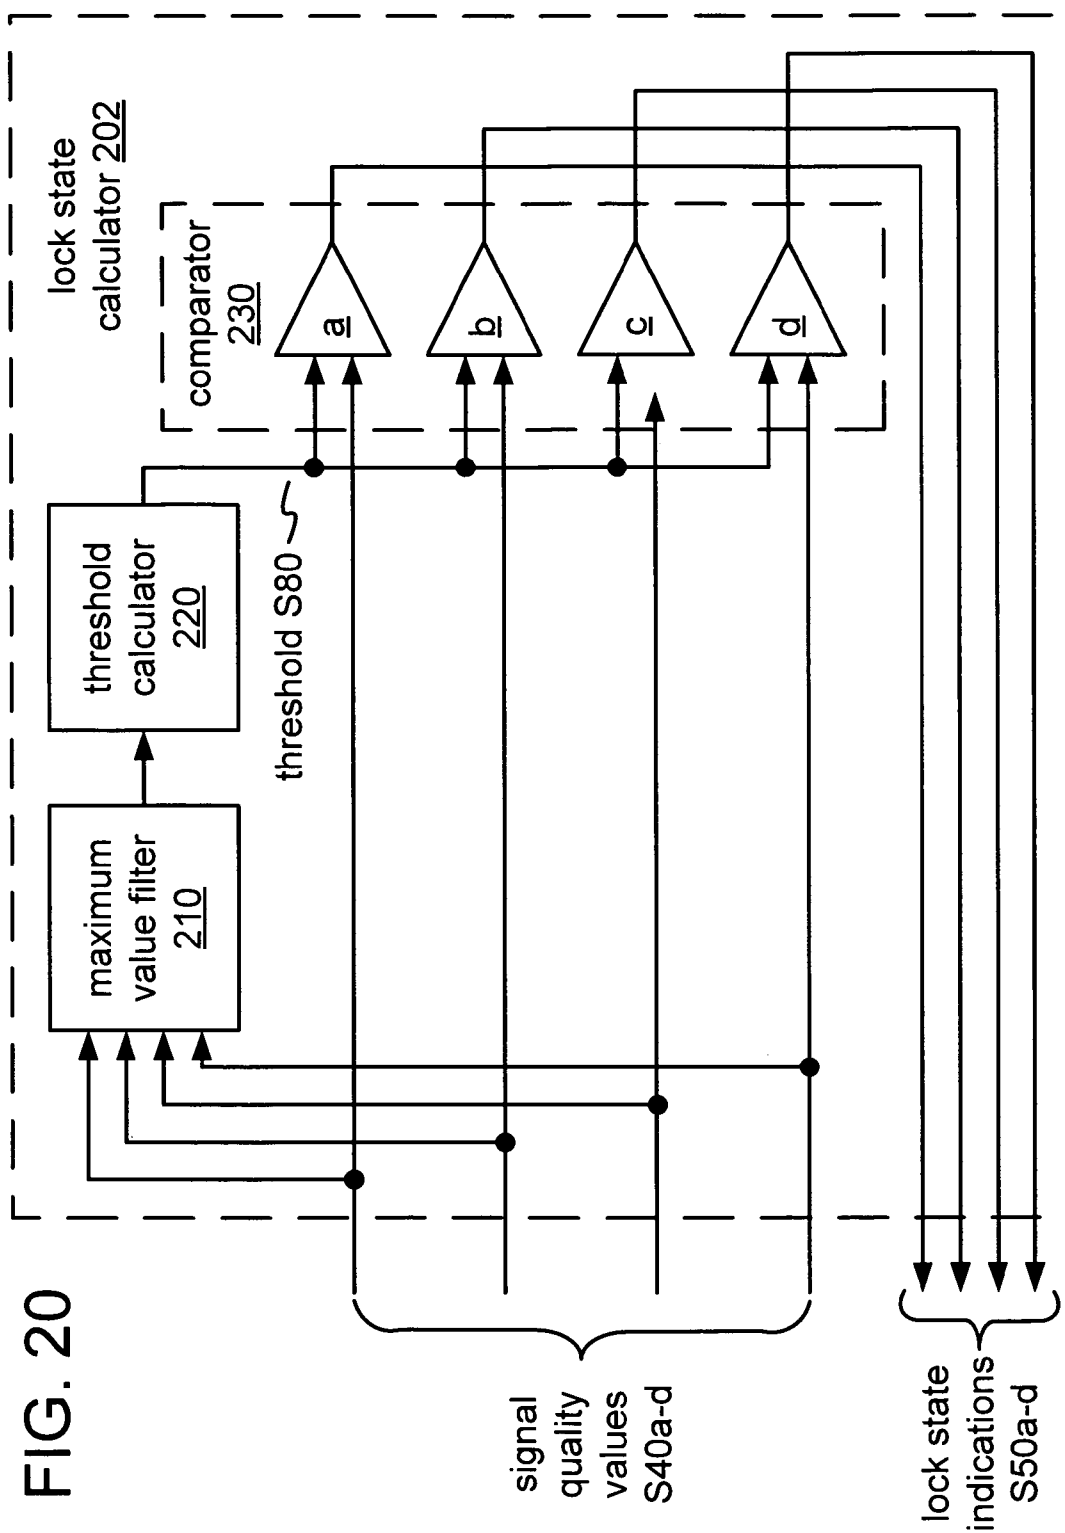 FIG. 20
lock state
calculator 202
maximum
value filter
210
threshold
calculator
220
threshold S80
comparator
230
a
b
c
d
signal
quality
values
S40a-d
lock state
indications
S50a-d